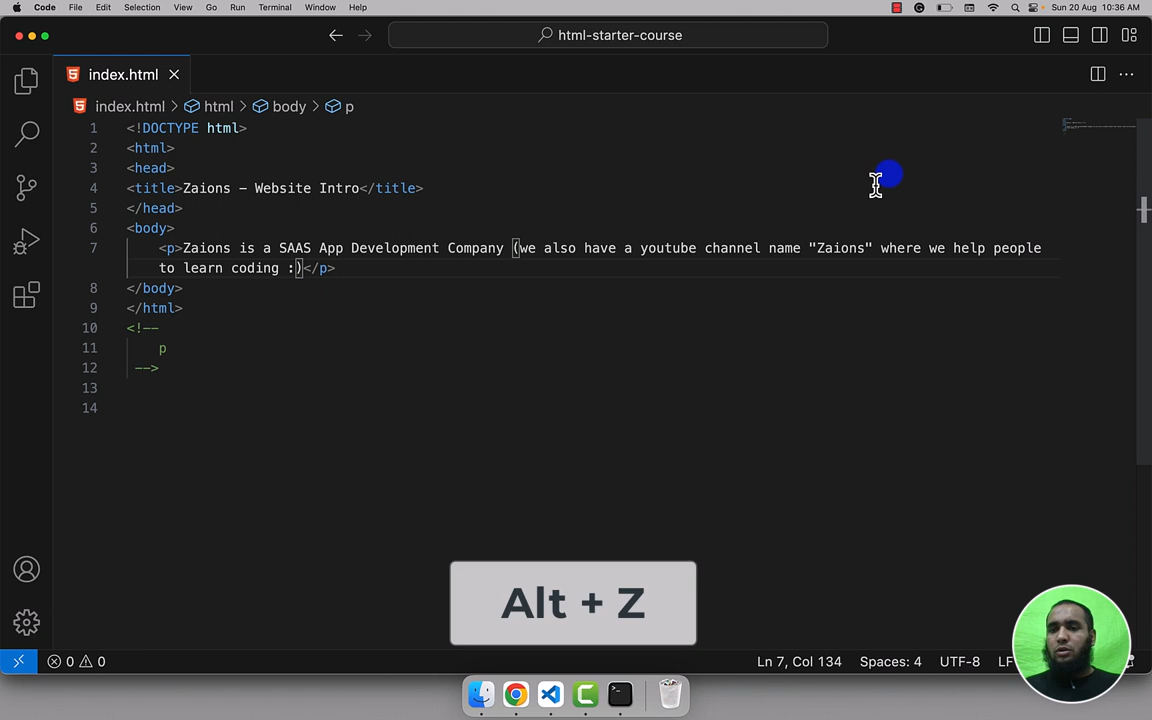 Code File Edit Selection View Go Run Terminal Window Help Sun 20 Aug 10:36 AM
html-starter-course
index.html
index.html > html > body > p
1 <!DOCTYPE html>
2 <html>
3 <head>
4 <title>Zaions - Website Intro</title>
5 </head>
6 <body>
7 <p>Zaions is a SAAS App Development Company (we also have a youtube channel name "Zaions" where we help people
to learn coding :)</p>
8 </body>
9 </html>
10 <!--
11 p
12 -->
13
14
Alt + Z
0 0 Ln 7, Col 134 Spaces: 4 UTF-8 LF